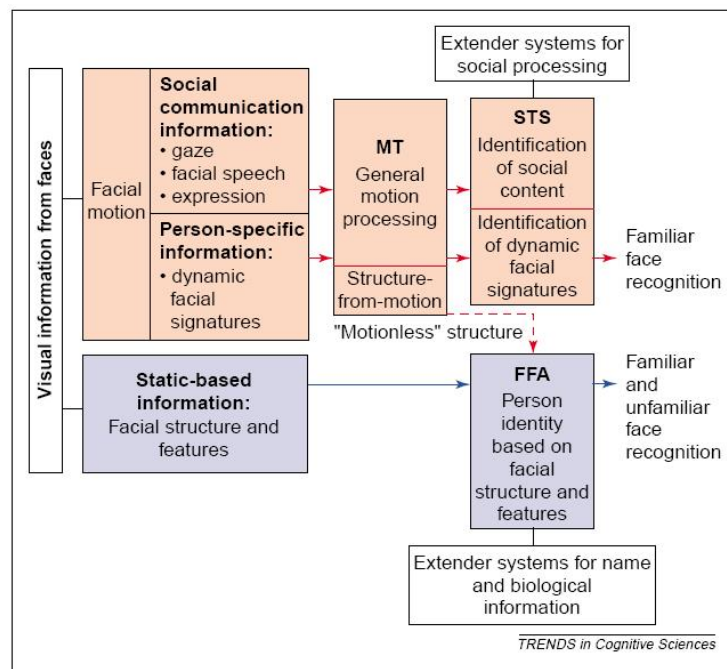 Extender systems for
social processing
Visual information from faces
Facial
motion
Social
communication
information:
• gaze
• facial speech
• expression
Person-specific
information:
• dynamic
facial
signatures
MT
General
motion
processing
Structure-
from-motion
STS
Identification
of social
content
Identification
of dynamic
facial
signatures
Familiar
face
recognition
"Motionless" structure
Static-based
information:
Facial structure and
features
FFA
Person
identity
based on
facial
structure and
features
Familiar
and
unfamiliar
face
recognition
Extender systems for name
and biological
information
TRENDS in Cognitive Sciences